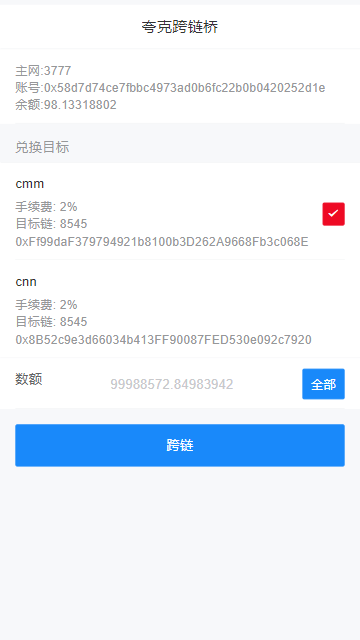 夸克跨链桥
主网:3777
账号:0x58d7d74ce7fbbc4973ad0b6fc22b0b0420252d1e
余额:98.13318802
兑换目标
cmm
手续费: 2%
目标链: 8545
0xFf99daF379794921b8100b3D262A9668Fb3c068E
cnn
手续费: 2%
目标链: 8545
0x8B52c9e3d66034b413FF90087FED530e092c7920
数额 99988572.84983942 全部
跨链